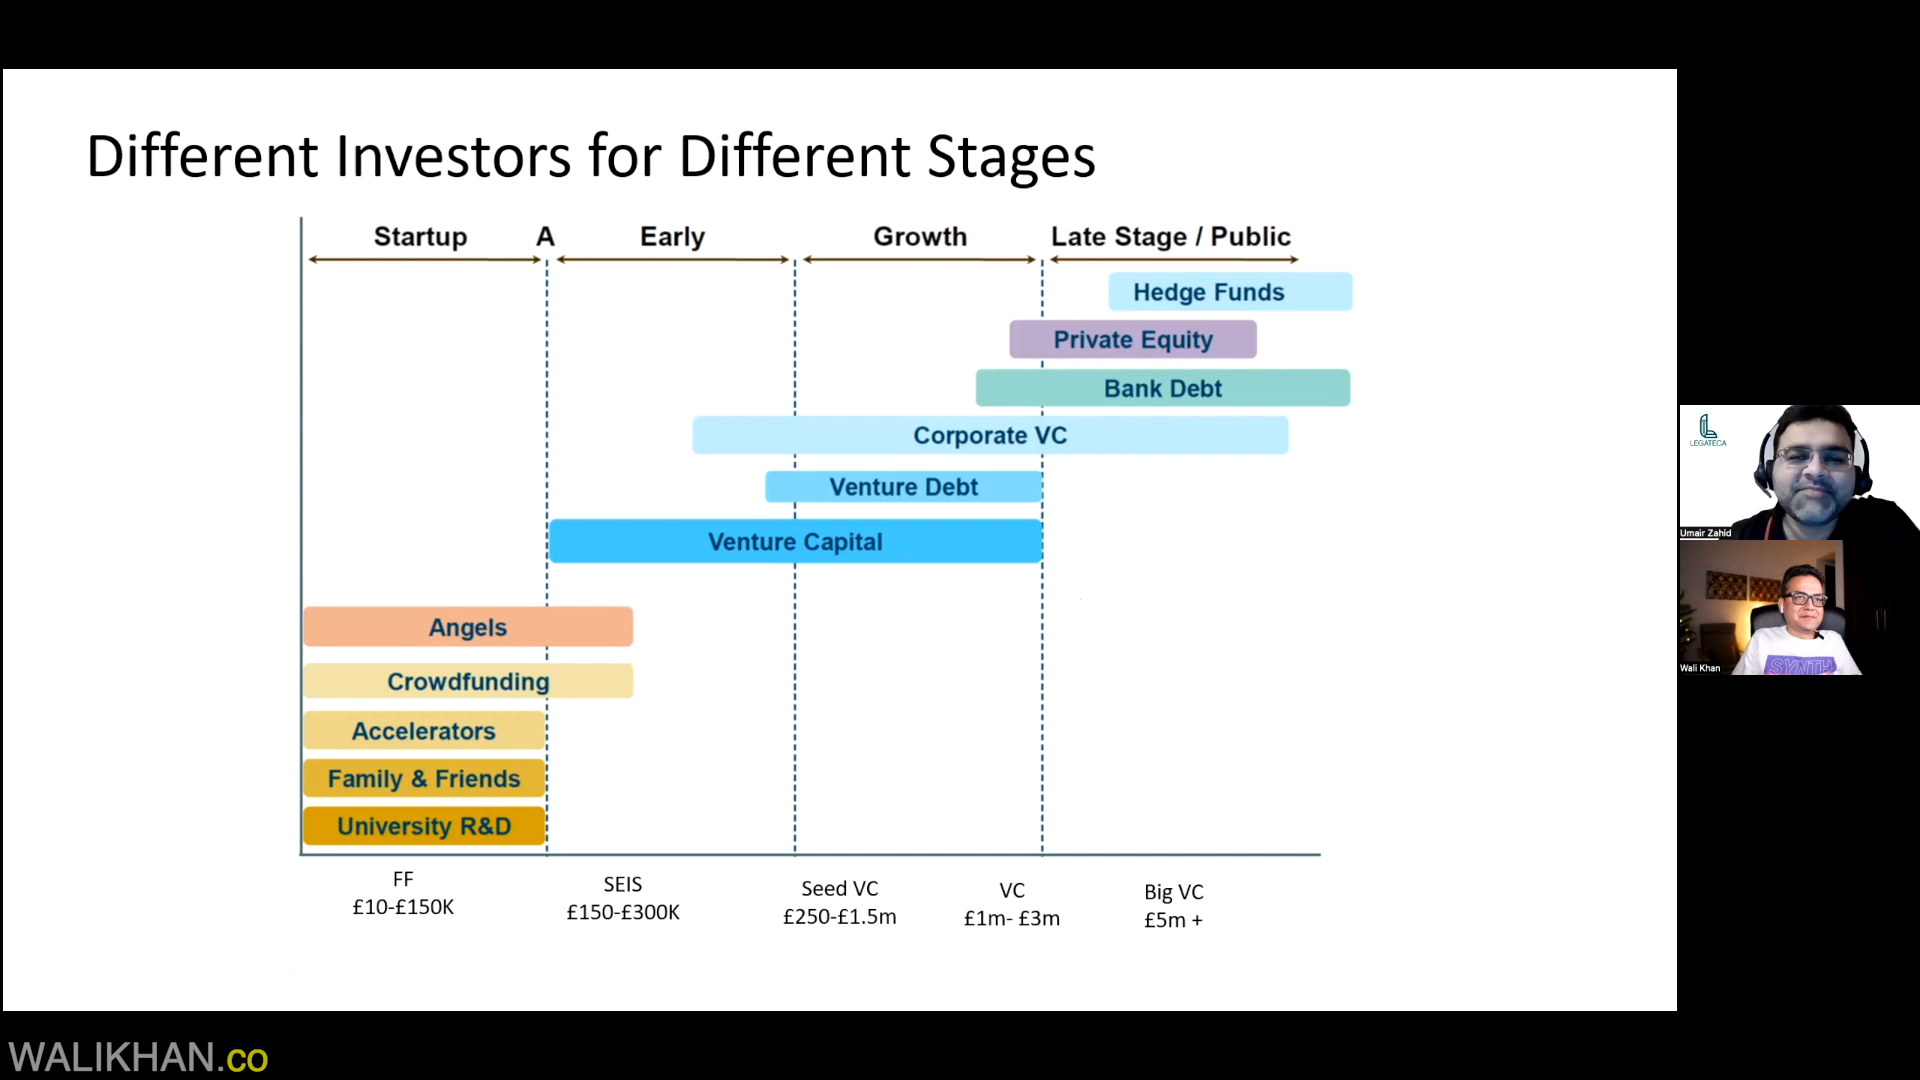 Different Investors for Different Stages
Startup A Early Growth Late Stage / Public
Hedge Funds
Private Equity
Bank Debt
Corporate VC
Venture Debt
Venture Capital
Angels
Crowdfunding
Accelerators
Family & Friends
University R&D
FF
£10-£150K
SEIS
£150-£300K
Seed VC
£250-£1.5m
VC
£1m- £3m
Big VC
£5m +
LEGATECA
Umair Zahid
Wali Khan
SYNTH
WALIKHAN.CO